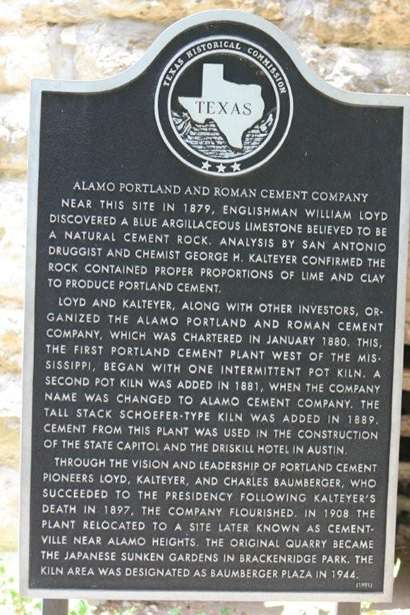 TEXAS HISTORICAL COMMISSION
TEXAS
ALAMO PORTLAND AND ROMAN CEMENT COMPANY
NEAR THIS SITE IN 1879, ENGLISHMAN WILLIAM LOYD
DISCOVERED A BLUE ARGILLACEOUS LIMESTONE BELIEVED TO BE
A NATURAL CEMENT ROCK. ANALYSIS BY SAN ANTONIO
DRUGGIST AND CHEMIST GEORGE H. KALTEYER CONFIRMED THE
ROCK CONTAINED PROPER PROPORTIONS OF LIME AND CLAY
TO PRODUCE PORTLAND CEMENT.
LOYD AND KALTEYER, ALONG WITH OTHER INVESTORS, OR-
GANIZED THE ALAMO PORTLAND AND ROMAN CEMENT
COMPANY, WHICH WAS CHARTERED IN JANUARY 1880. THIS,
THE FIRST PORTLAND CEMENT PLANT WEST OF THE MIS-
SISSIPPI, BEGAN WITH ONE INTERMITTENT POT KILN. A
SECOND POT KILN WAS ADDED IN 1881, WHEN THE COMPANY
NAME WAS CHANGED TO ALAMO CEMENT COMPANY. THE
TALL STACK SCHOEFER-TYPE KILN WAS ADDED IN 1889.
CEMENT FROM THIS PLANT WAS USED IN THE CONSTRUCTION
OF THE STATE CAPITOL AND THE DRISKILL HOTEL IN AUSTIN.
THROUGH THE VISION AND LEADERSHIP OF PORTLAND CEMENT
PIONEERS LOYD, KALTEYER, AND CHARLES BAUMBERGER, WHO
SUCCEEDED TO THE PRESIDENCY FOLLOWING KALTEYER'S
DEATH IN 1897, THE COMPANY FLOURISHED. IN 1908 THE
PLANT RELOCATED TO A SITE LATER KNOWN AS CEMENT-
VILLE NEAR ALAMO HEIGHTS. THE ORIGINAL QUARRY BECAME
THE JAPANESE SUNKEN GARDENS IN BRACKENRIDGE PARK. THE
KILN AREA WAS DESIGNATED AS BAUMBERGER PLAZA IN 1944.
(1991)